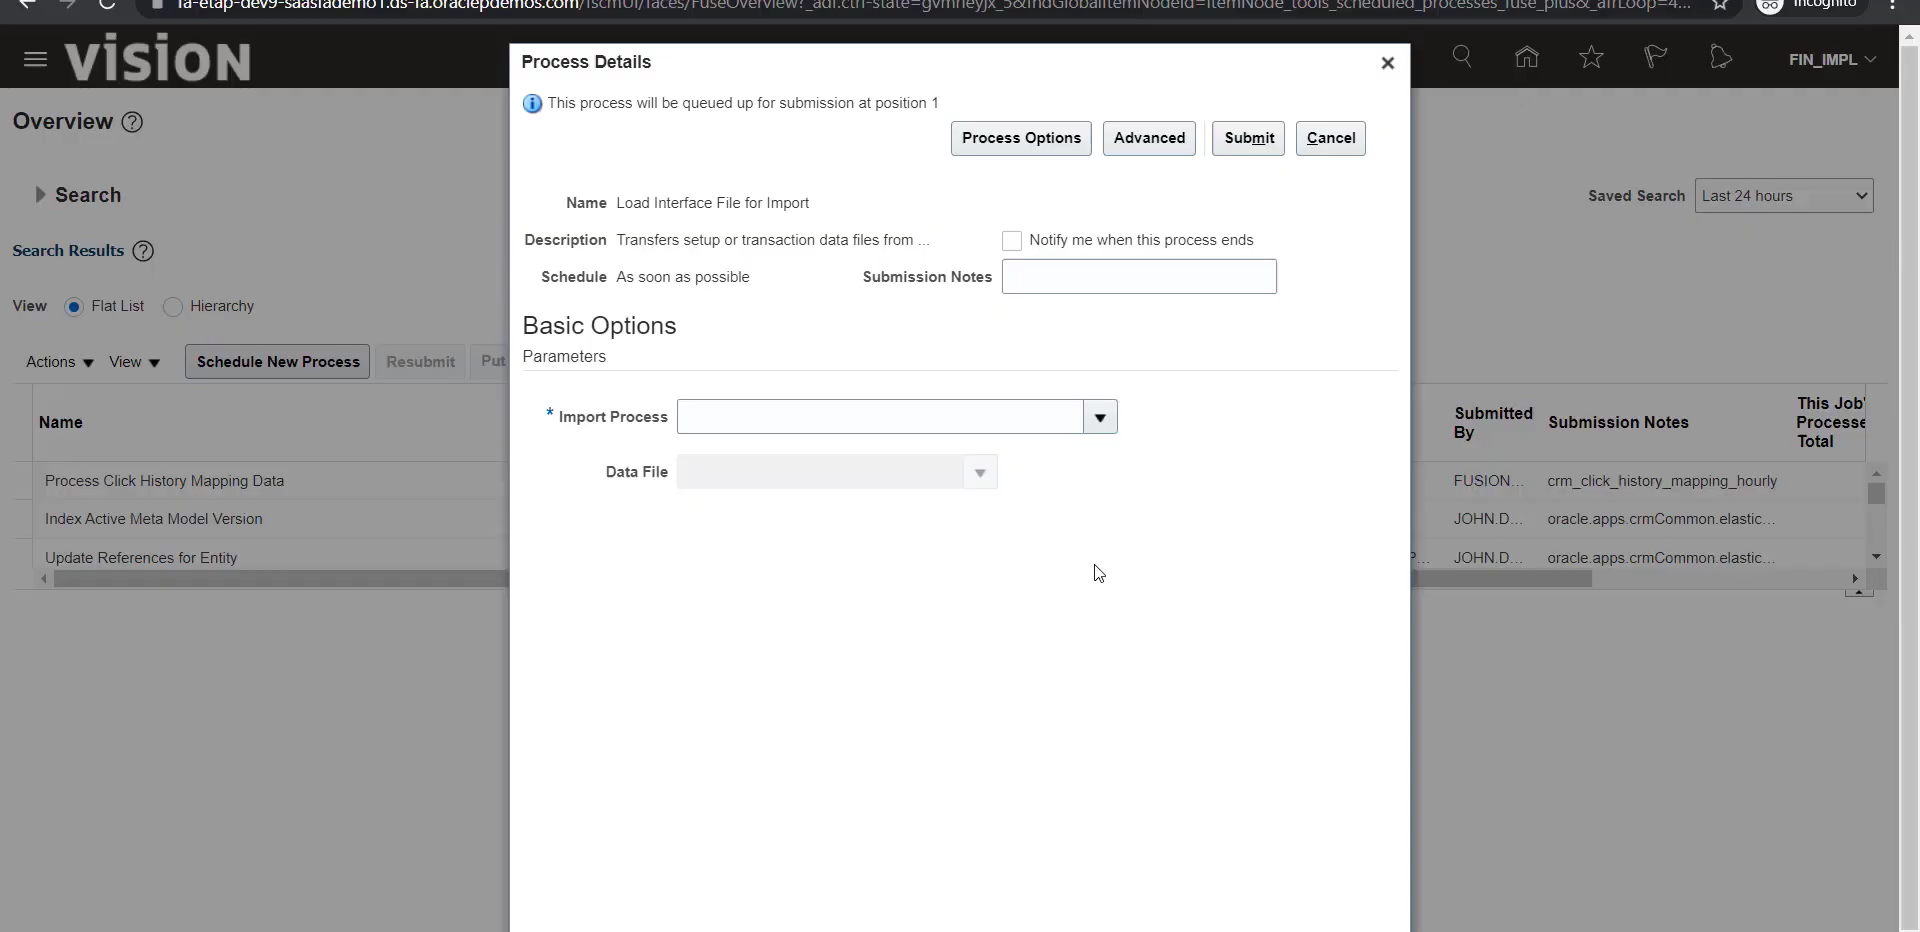 Incognito
vision
FIN_IMPL
Overview
Search
Saved Search Last 24 hours
Search Results
View Flat List Hierarchy
Actions View Schedule New Process Resubmit Put
Name
Submitted By Submission Notes This Job' Processe Total
Process Click History Mapping Data FUSION... crm_click_history_mapping_hourly
Index Active Meta Model Version JOHN.D... oracle.apps.crmCommon.elastic...
Update References for Entity P... JOHN.D... oracle.apps.crmCommon.elastic...
Process Details
This process will be queued up for submission at position 1
Process Options Advanced Submit Cancel
Name Load Interface File for Import
Description Transfers setup or transaction data files from ... Notify me when this process ends
Schedule As soon as possible Submission Notes
Basic Options
Parameters
* Import Process
Data File